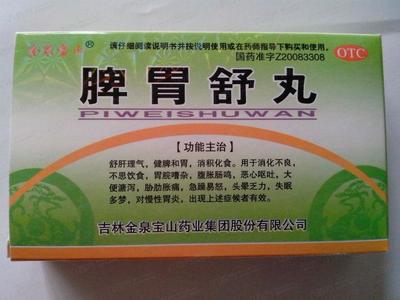 金泉宝山®
请仔细阅读说明书并按说明使用或在药师指导下购买和使用。
国药准字Z20083308
OTC
脾胃舒丸
PIWEISHUWAN
【功能主治】
舒肝理气，健脾和胃，消积化食。用于消化不良，
不思饮食，胃脘嘈杂，腹胀肠鸣，恶心呕吐，大
便溏泻，胁肋胀痛，急躁易怒，头晕乏力，失眠
多梦，对慢性胃炎，出现上述症候者有效。
吉林金泉宝山药业集团股份有限公司